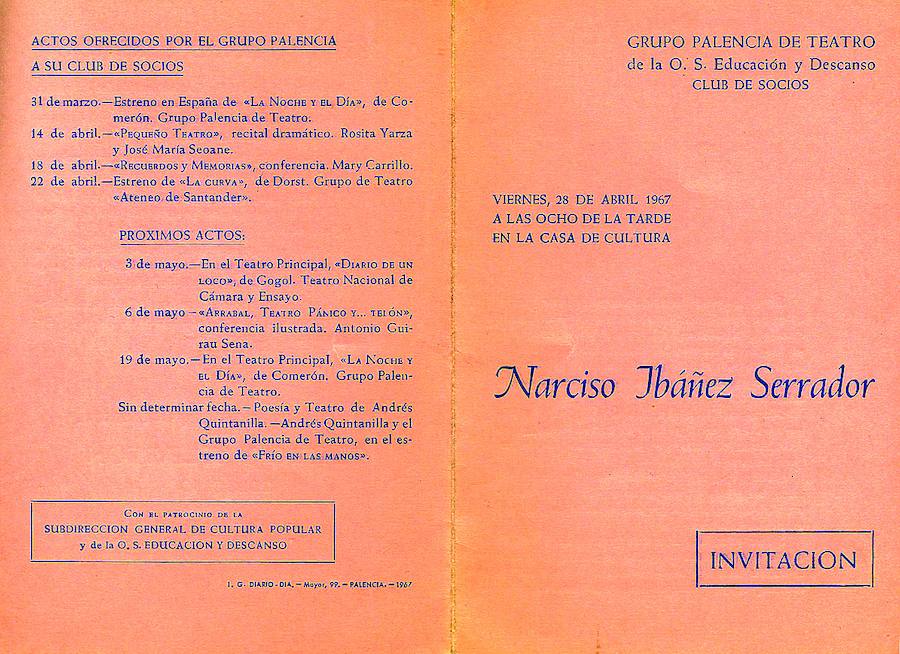 ACTOS OFRECIDOS POR EL GRUPO PALENCIA
A SU CLUB DE SOCIOS
31 de marzo.—Estreno en España de «LA NOCHE Y EL DÍA», de Co-
merón. Grupo Palencia de Teatro.
14 de abril.—«PEQUEÑO TEATRO», recital dramático. Rosita Yarza
y José María Seoane.
18 de abril.—«RECUERDOS Y MEMORIAS», conferencia. Mary Carrillo.
22 de abril.—Estreno de «LA CURVA», de Dorst. Grupo de Teatro
«Ateneo de Santander».
PROXIMOS ACTOS:
3 de mayo.—En el Teatro Principal, «DIARIO DE UN
LOCO», de Gogol. Teatro Nacional de
Cámara y Ensayo.
6 de mayo—«ARRABAL, TEATRO PÁNICO Y... TELÓN»,
conferencia ilustrada. Antonio Gui-
rau Sena.
19 de mayo.—En el Teatro Principal, «LA NOCHE Y
EL DÍA», de Comerón. Grupo Palen-
cia de Teatro.
Sin determinar fecha.—Poesía y Teatro de Andrés
Quintanilla.—Andrés Quintanilla y el
Grupo Palencia de Teatro, en el es-
treno de «FRÍO EN LAS MANOS».
CON EL PATROCINIO DE LA
SUBDIRECCION GENERAL DE CULTURA POPULAR
y de la O. S. EDUCACION Y DESCANSO
I. G. DIARIO-DIA.—Mayor, 99.—PALENCIA.—1967
GRUPO PALENCIA DE TEATRO
de la O. S. Educación y Descanso
CLUB DE SOCIOS
VIERNES, 28 DE ABRIL 1967
A LAS OCHO DE LA TARDE
EN LA CASA DE CULTURA
Narciso Ibáñez Serrador
INVITACION